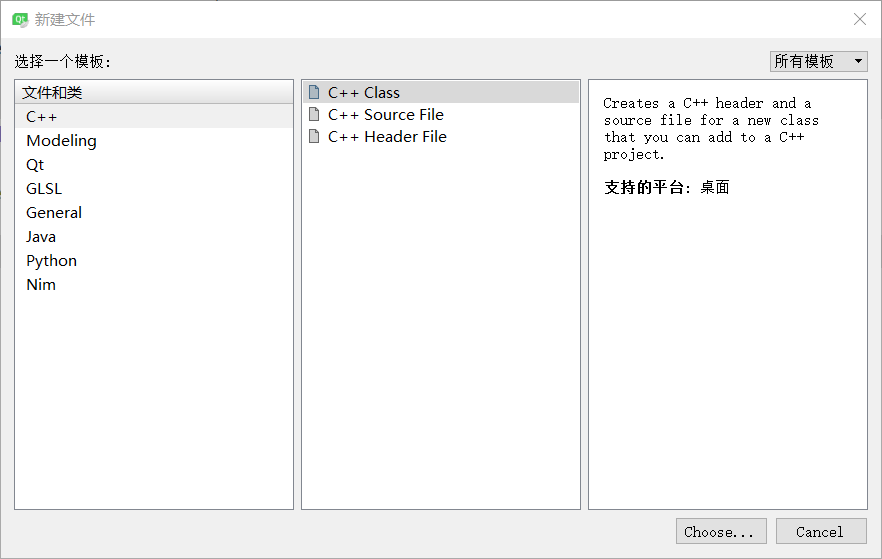 新建文件
选择一个模板:
所有模板
文件和类
C++
Modeling
Qt
GLSL
General
Java
Python
Nim
C++ Class
C++ Source File
C++ Header File
Creates a C++ header and a
source file for a new class
that you can add to a C++
project.
支持的平台: 桌面
Choose...
Cancel